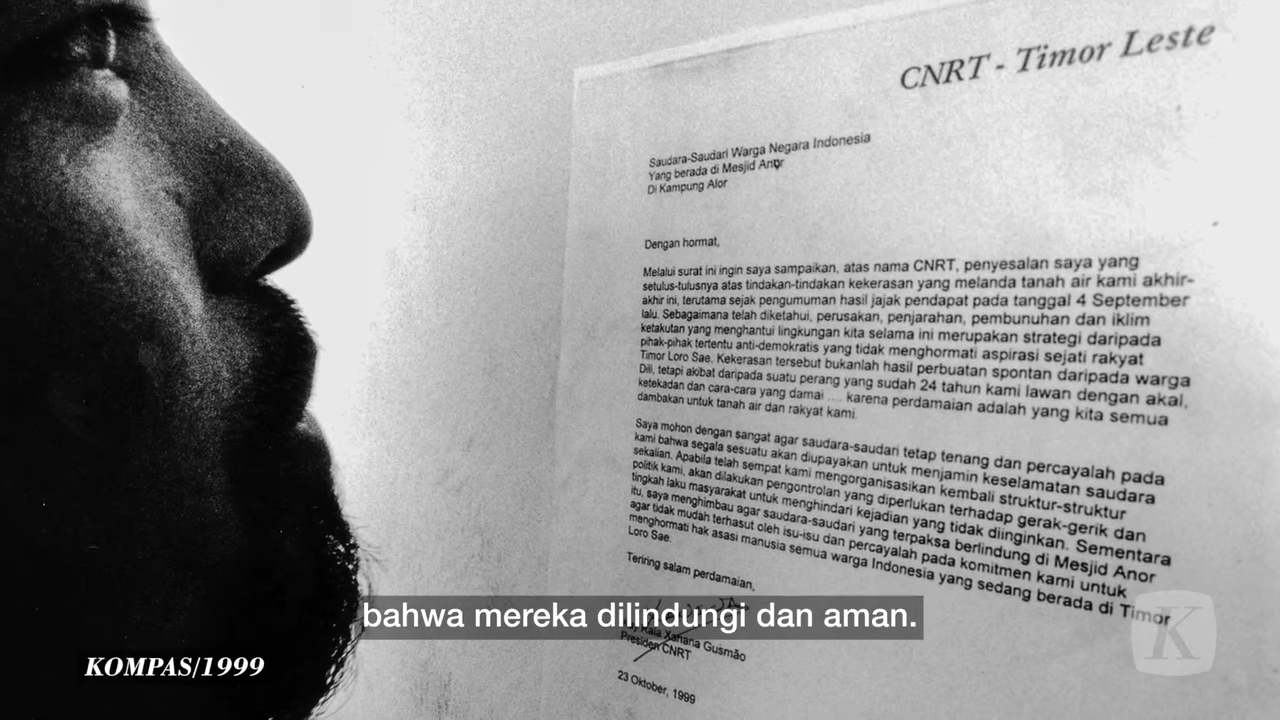 CNRT - Timor Leste
Saudara-Saudari Warga Negara Indonesia
Yang berada di Mesjid Anor
Di Kampung Alor
Dengan hormat,
Melalui surat ini ingin saya sampaikan, atas nama CNRT, penyesalan saya yang
setulus-tulusnya atas tindakan-tindakan kekerasan yang melanda tanah air kami akhir-
akhir ini, terutama sejak pengumuman hasil jajak pendapat pada tanggal 4 September
lalu. Sebagaimana telah diketahui, perusakan, penjarahan, pembunuhan dan iklim
ketakutan yang menghantui lingkungan kita selama ini merupakan strategi daripada
pihak-pihak tertentu anti-demokratis yang tidak menghormati aspirasi sejati rakyat
Timor Loro Sae. Kekerasan tersebut bukanlah hasil perbuatan spontan daripada warga
Dili, tetapi akibat daripada suatu perang yang sudah 24 tahun kami lawan dengan akal,
ketekadan dan cara-cara yang damai .... karena perdamaian adalah yang kita semua
dambakan untuk tanah air dan rakyat kami.
Saya mohon dengan sangat agar saudara-saudari tetap tenang dan percayalah pada
kami bahwa segala sesuatu akan diupayakan untuk menjamin keselamatan saudara
sekalian. Apabila telah sempat kami mengorganisasikan kembali struktur-struktur
politik kami, akan dilakukan pengontrolan yang diperlukan terhadap gerak-gerik dan
tingkah laku masyarakat untuk menghindari kejadian yang tidak diinginkan. Sementara
itu, saya menghimbau agar saudara-saudari yang terpaksa berlindung di Mesjid Anor
agar tidak mudah terhasut oleh isu-isu dan percayalah pada komitmen kami untuk
menghormati hak asasi manusia semua warga Indonesia yang sedang berada di Timor
Loro Sae.
Teriring salam perdamaian,
bahwa mereka dilindungi dan aman.
Kala Xanana Gusmão
Presiden CNRT
23 Oktober, 1999
KOMPAS/1999
K